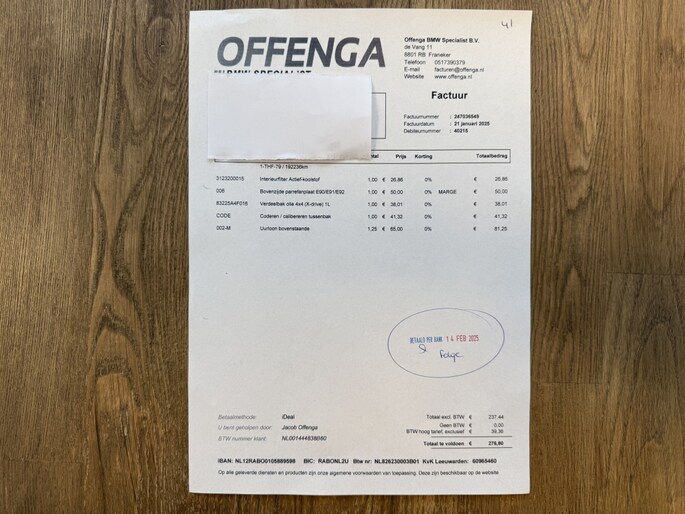 OFFENGA
Offenga BMW Specialist B.V.
de Vang 11
8801 RB Franeker
Telefoon 0517390379
E-mail facturen@offenga.nl
Website www.offenga.nl
Factuur
Factuurnummer : 247036549
Factuurdatum : 21 januari 2025
Debiteurnummer : 40215
Prijs Korting Totaalbedrag
1-THF-79 / 192236km
3123200015 Interieurfilter Actief-koolstof 1,00 € 26,86 0% € 26,86
006 Bovenzijde parrefanplaat E90/E91/E92 1,00 € 50,00 0% MARGE € 50,00
83225A4F016 Verdeelbak olie 4x4 (X-drive) 1L 1,00 € 38,01 0% € 38,01
CODE Coderen / calibereren tussenbak 1,00 € 41,32 0% € 41,32
002-M Uurloon bovenstaande 1,25 € 65,00 0% € 81,25
BETAALD PER BANK 14 FEB 2025
Betaalmethode: iDeal
U bent geholpen door: Jacob Offenga
BTW nummer klant: NL001444838B60
Totaal excl. BTW € 237,44
Geen BTW € 0,00
BTW hoog tarief, exclusief € 39,36
Totaal te voldoen € 276,80
IBAN: NL12RABO0105889598 BIC: RABONL2U Btw nr: NL826230003B01 KvK Leeuwarden: 60965460
Op alle geleverde diensten en producten zijn onze algemene voorwaarden van toepassing. Deze zijn beschikbaar op de website